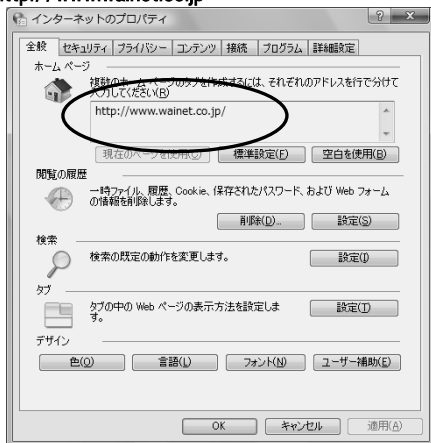 http://www.wainet.co.jp
インターネットのプロパティ
全般 セキュリティ プライバシー コンテンツ 接続 プログラム 詳細設定
ホーム ページ
複数のホーム ページのタブを作成するには、それぞれのアドレスを行で分けて
入力してください(R)
http://www.wainet.co.jp/
現在のページを使用(C) 標準設定(F) 空白を使用(B)
閲覧の履歴
一時ファイル、履歴、Cookie、保存されたパスワード、および Web フォーム
の情報を削除します。
削除(D)... 設定(S)
検索
検索の既定の動作を変更します。 設定(I)
タブ
タブの中の Web ページの表示方法を設定しま
す。
設定(T)
デザイン
色(O) 言語(L) フォント(N) ユーザー補助(E)
OK キャンセル 適用(A)